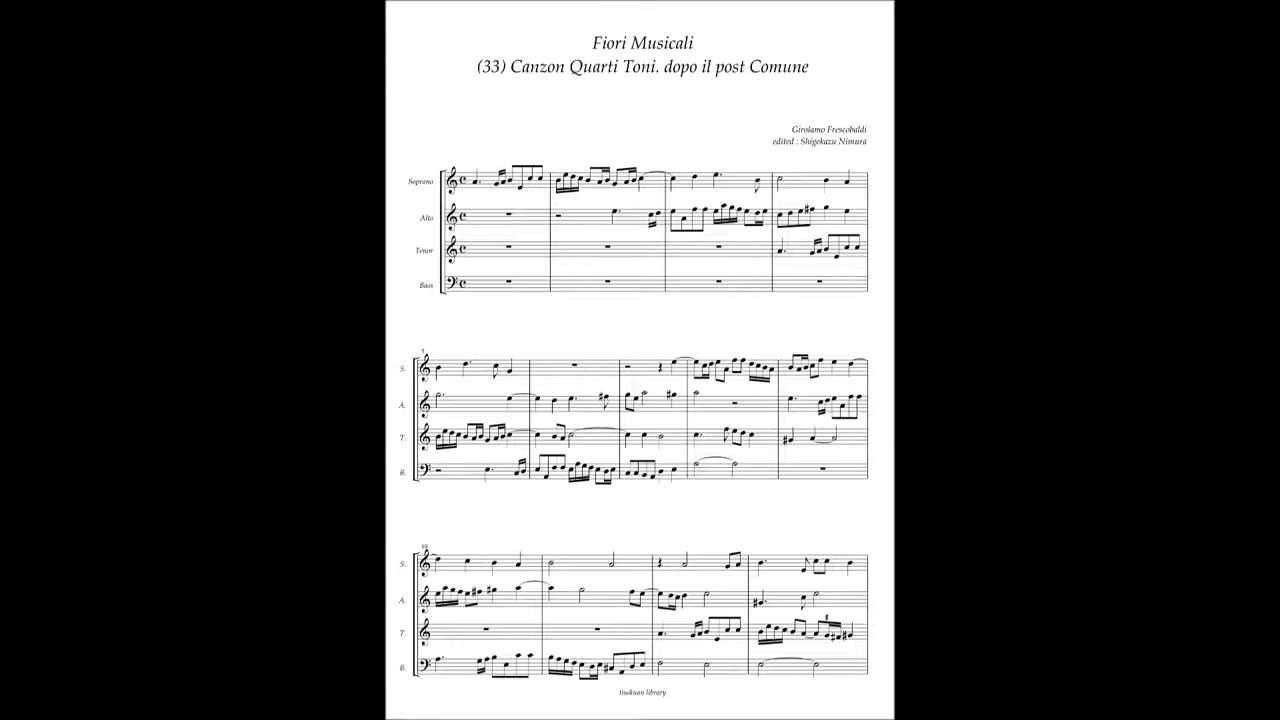 Fiori Musicali
(33) Canzon Quarti Toni. dopo il post Comune
Girolamo Frescobaldi
edited : Shigekazu Nimura
Soprano
Alto
Tenor
Bass
5
S.
A.
T.
B.
10
S.
A.
T.
B.
tisekuan library